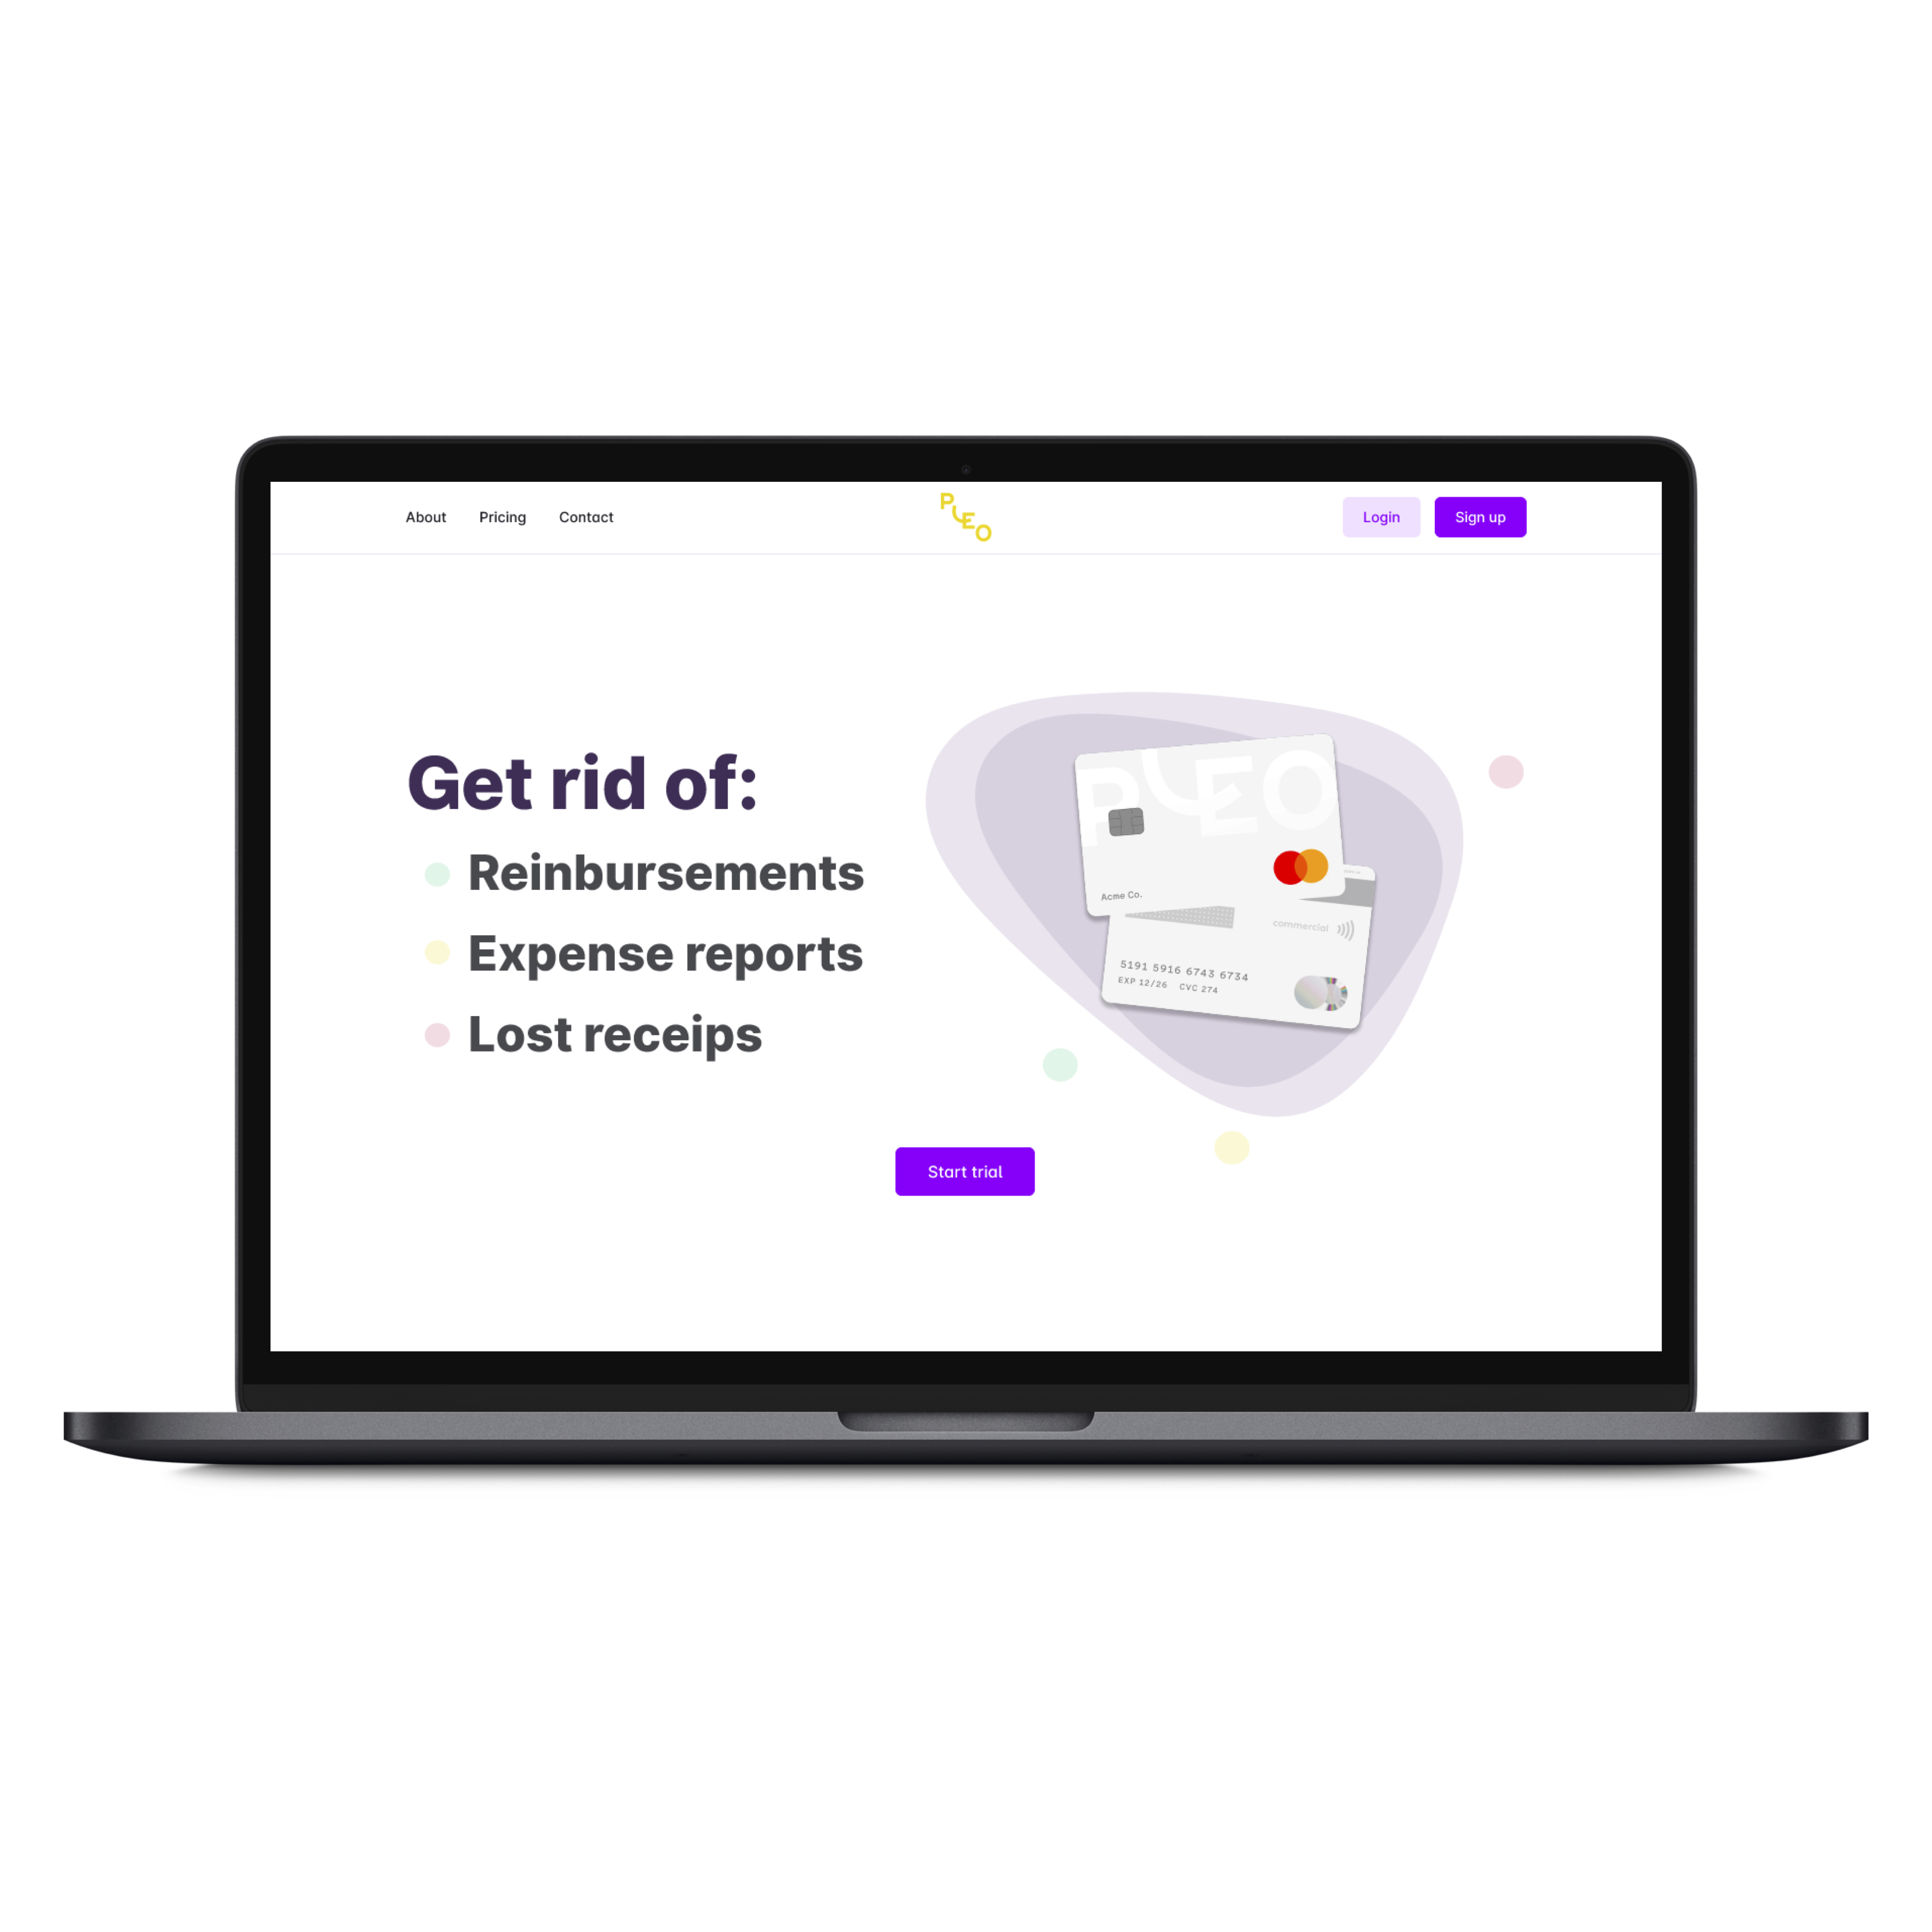 About Pricing Contact
PLEO
Login Sign up
Get rid of:
Reinbursements
Expense reports
Lost receips
PLEO
Acme Co.
commercial
5191 5916 6743 6734
EXP 12/26 CVC 274
Start trial